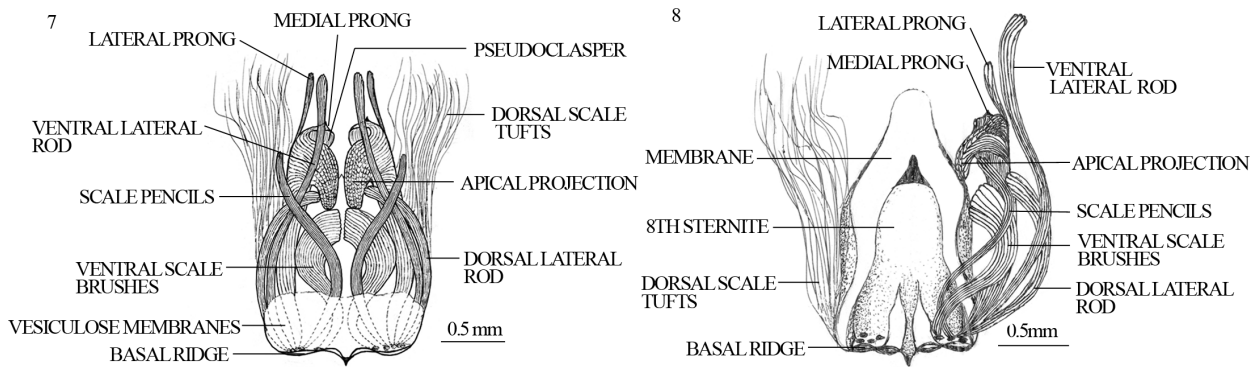 7
MEDIAL PRONG
LATERAL PRONG
PSEUDOCLASPER
VENTRAL LATERAL
ROD
DORSAL SCALE
TUFTS
SCALE PENCILS
APICAL PROJECTION
VENTRAL SCALE
BRUSHES
DORSAL LATERAL
ROD
VESICULOSE MEMBRANES
0.5 mm
BASAL RIDGE
8
LATERAL PRONG
MEDIAL PRONG
VENTRAL
LATERAL ROD
MEMBRANE
APICAL PROJECTION
8TH STERNITE
SCALE PENCILS
VENTRAL SCALE
BRUSHES
DORSAL SCALE
TUFTS
DORSAL LATERAL
ROD
BASAL RIDGE
0.5mm